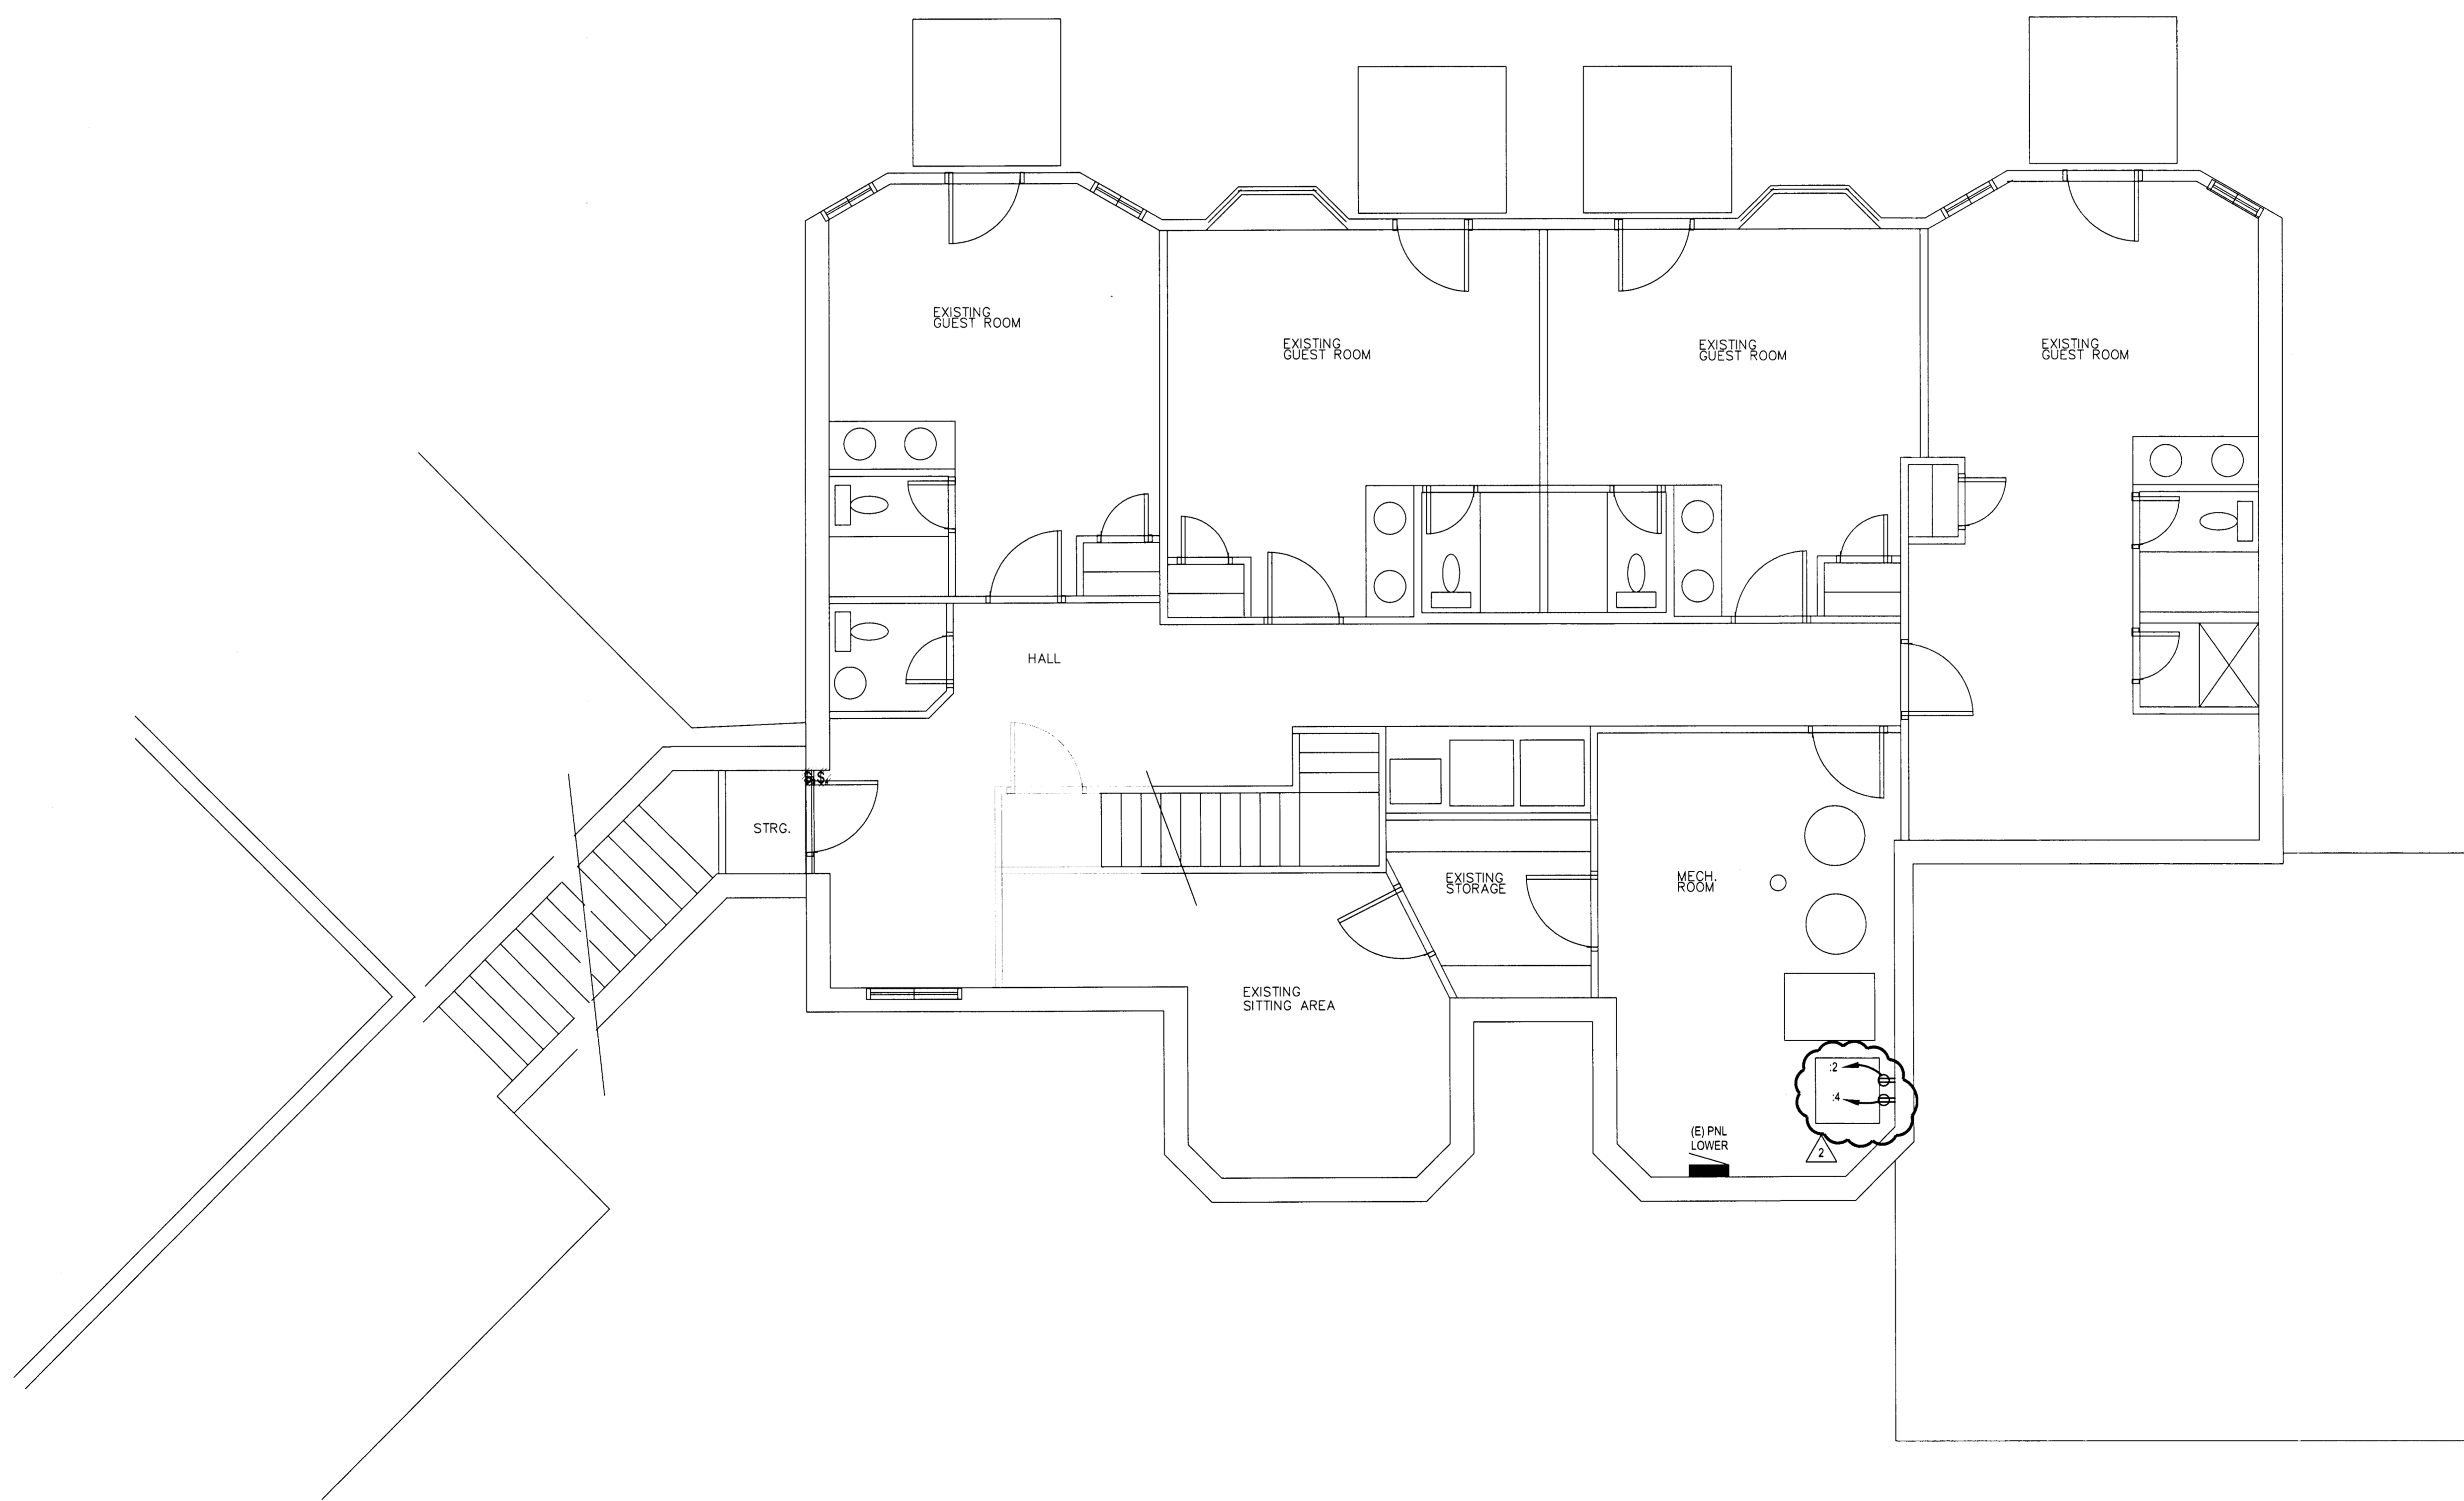 EXISTING
GUEST ROOM
EXISTING
GUEST ROOM
EXISTING
GUEST ROOM
EXISTING
GUEST ROOM
HALL
STRG.
EXISTING
STORAGE
MECH.
ROOM
EXISTING
SITTING AREA
:2
:4
(E) PNL
LOWER
2